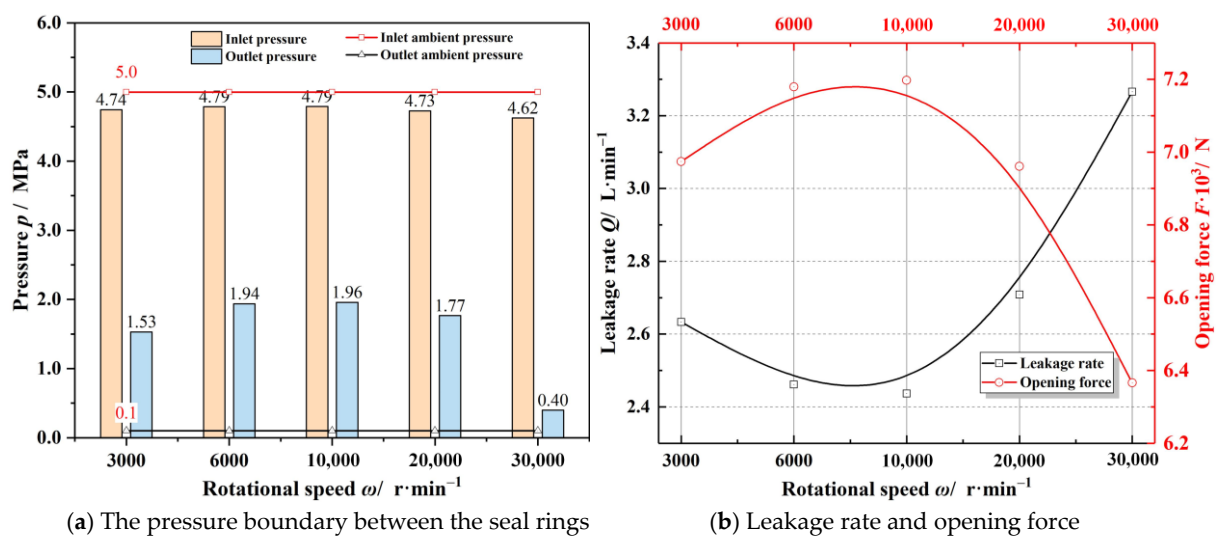 6.0
5.0
4.0
3.0
2.0
1.0
0.0
Pressure p / MPa
Inlet pressure
Outlet pressure
Inlet ambient pressure
Outlet ambient pressure
5.0
4.74
4.79
4.79
4.73
4.62
1.53
1.94
1.96
1.77
0.40
0.1
3000 6000 10,000 20,000 30,000
Rotational speed ω/ r·min⁻¹
(a) The pressure boundary between the seal rings
3000 6000 10,000 20,000 30,000
3.4
3.2
3.0
2.8
2.6
2.4
Leakage rate Q/ L·min⁻¹
7.2
7.0
6.8
6.6
6.4
6.2
Opening force F·10³/ N
Leakage rate
Opening force
3000 6000 10,000 20,000 30,000
Rotational speed ω/ r·min⁻¹
(b) Leakage rate and opening force